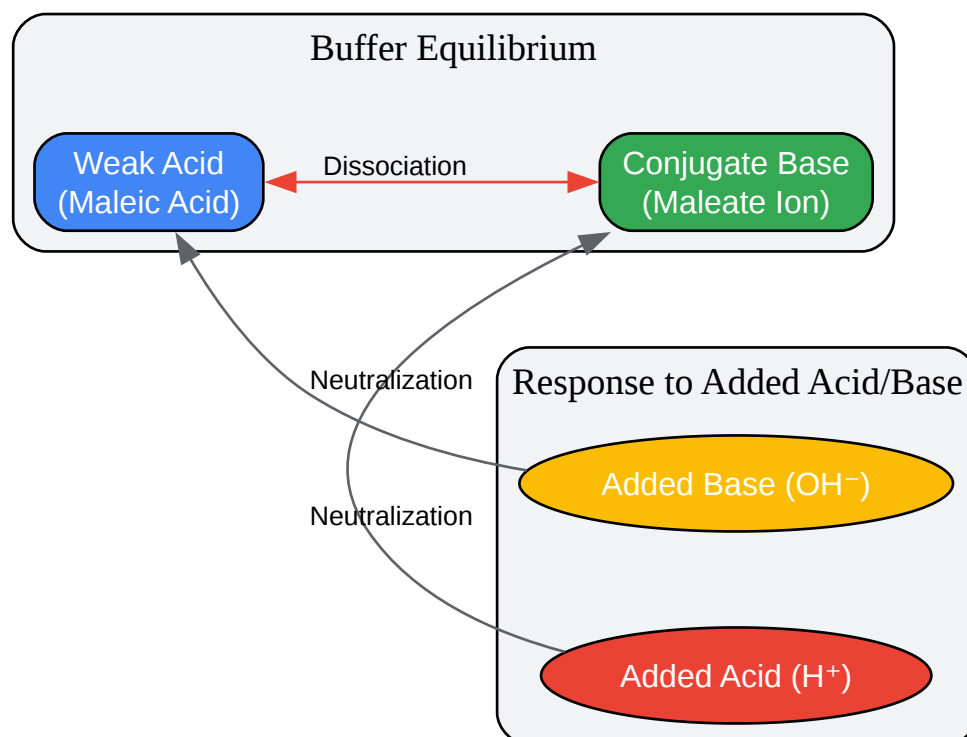 Buffer Equilibrium
Weak Acid
(Maleic Acid)
Dissociation
Conjugate Base
(Maleate Ion)
Neutralization
Response to Added Acid/Base
Added Base (OH⁻)
Neutralization
Added Acid (H⁺)